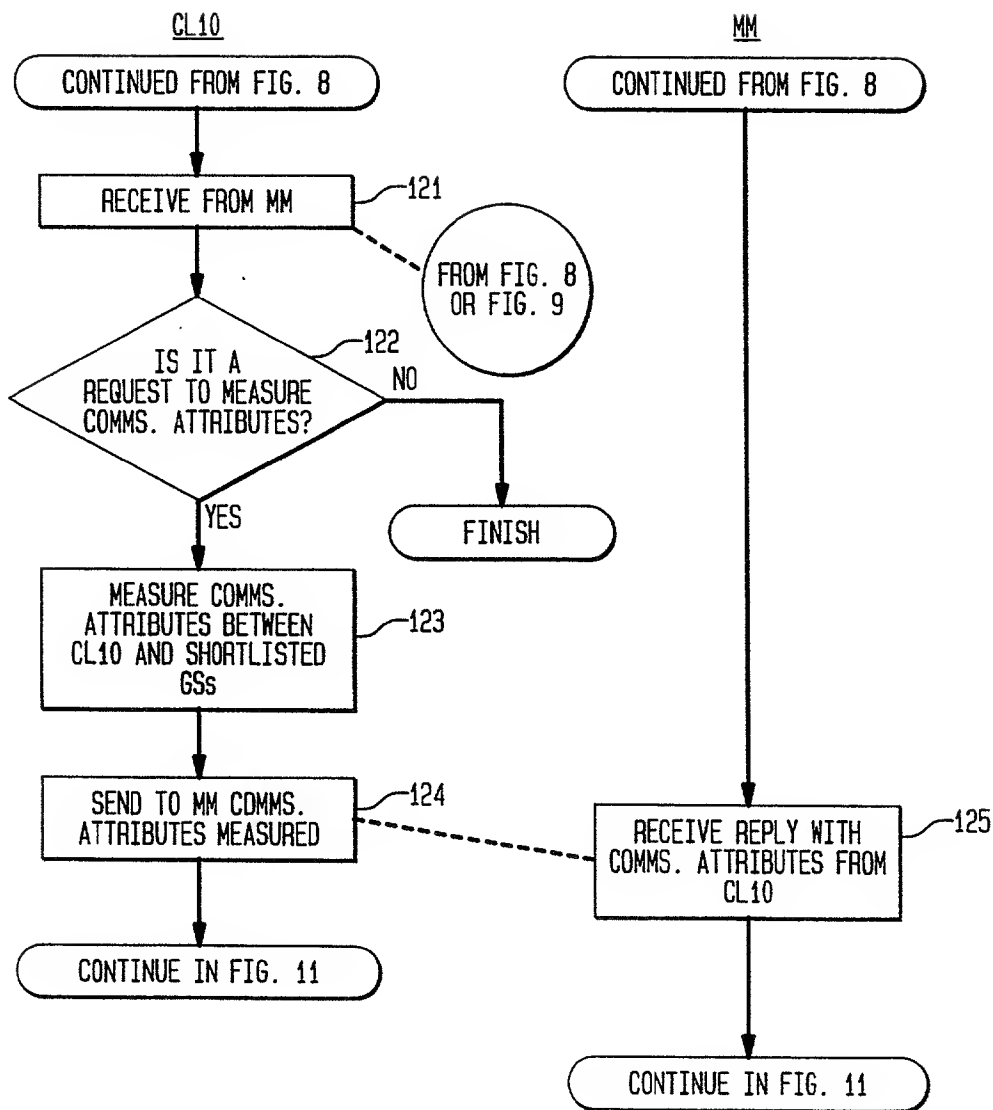 CL10
MM
CONTINUED FROM FIG. 8
CONTINUED FROM FIG. 8
RECEIVE FROM MM
121
FROM FIG. 8
OR FIG. 9
IS IT A
REQUEST TO MEASURE
COMMS. ATTRIBUTES?
122
NO
YES
FINISH
MEASURE COMMS.
ATTRIBUTES BETWEEN
CL10 AND SHORTLISTED
GSs
123
SEND TO MM COMMS.
ATTRIBUTES MEASURED
124
RECEIVE REPLY WITH
COMMS. ATTRIBUTES FROM
CL10
125
CONTINUE IN FIG. 11
CONTINUE IN FIG. 11